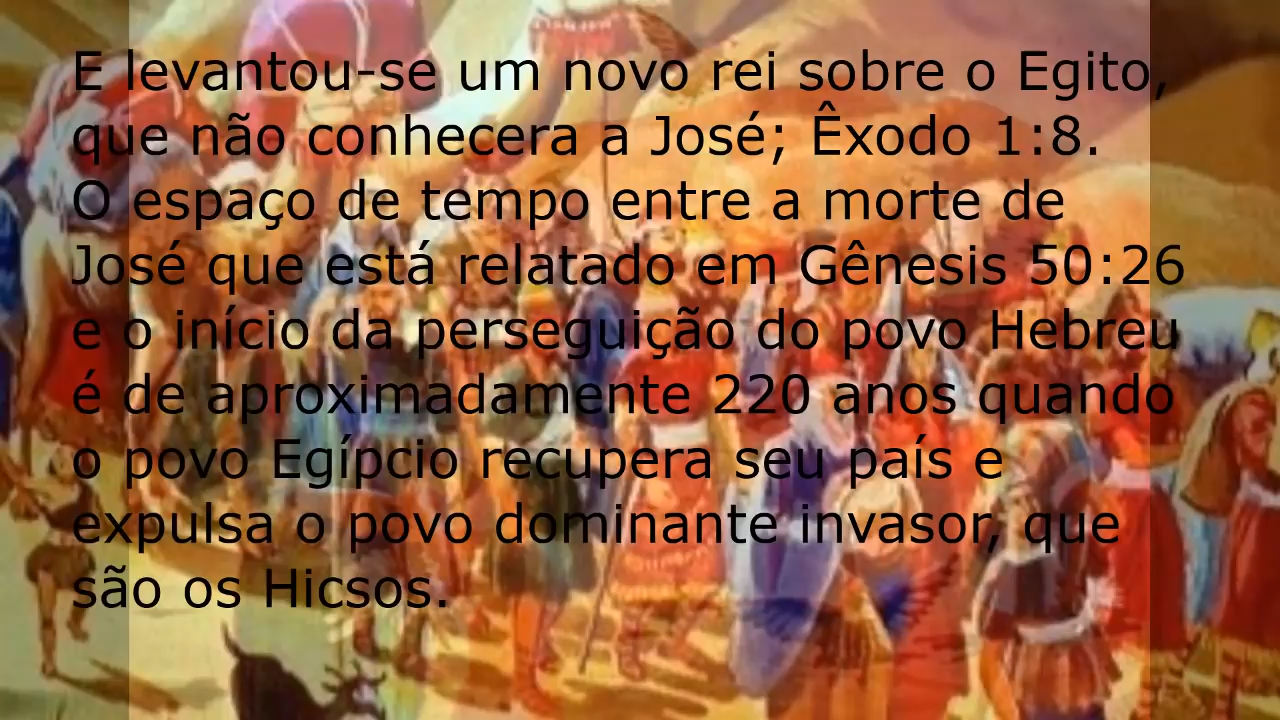 E levantou-se um novo rei sobre o Egito,
que não conhecera a José; Êxodo 1:8.
O espaço de tempo entre a morte de
José que está relatado em Gênesis 50:26
e o início da perseguição do povo Hebreu
é de aproximadamente 220 anos quando
o povo Egípcio recupera seu país e
expulsa o povo dominante invasor, que
são os Hicsos.